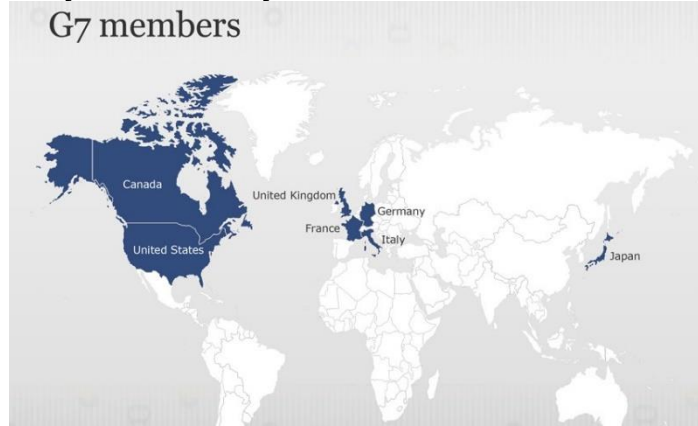 G7 members
Canada
United Kingdom
Germany
France
Italy
United States
Japan